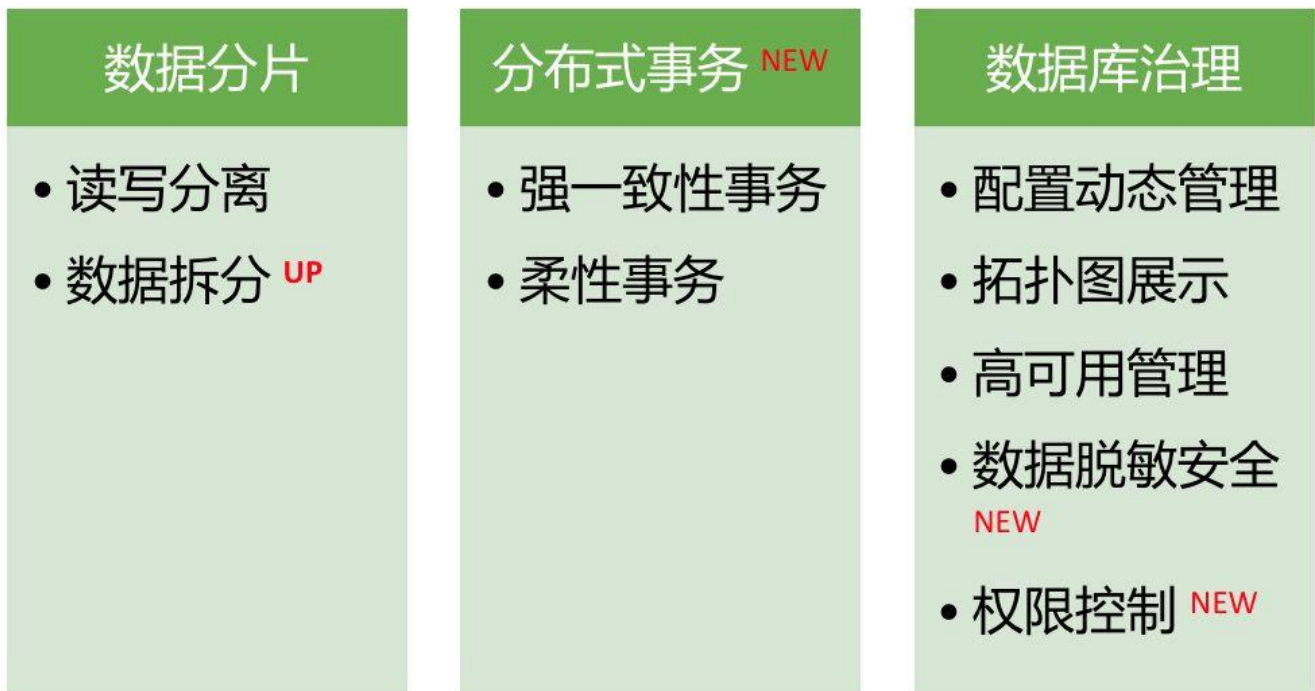 数据分片
• 读写分离
• 数据拆分 UP
分布式事务 NEW
• 强一致性事务
• 柔性事务
数据库治理
• 配置动态管理
• 拓扑图展示
• 高可用管理
• 数据脱敏安全
NEW
• 权限控制 NEW